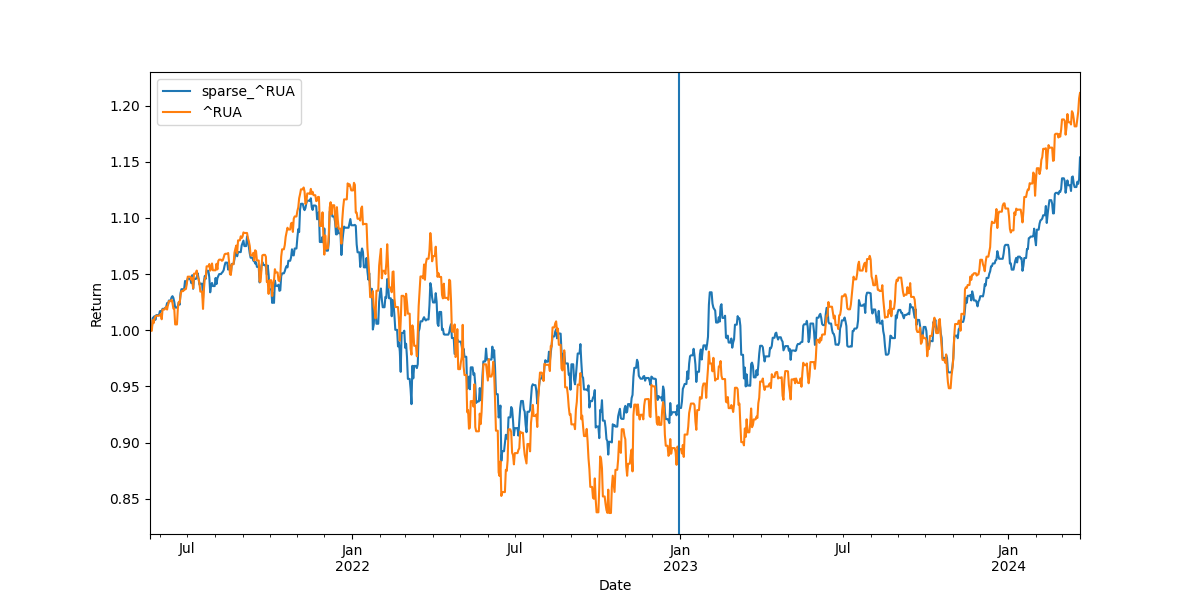 sparse_^RUA
^RUA
1.20
1.15
1.10
1.05
1.00
0.95
0.90
0.85
Return
Jul
Jan
2022
Jul
Jan
2023
Jul
Jan
2024
Date